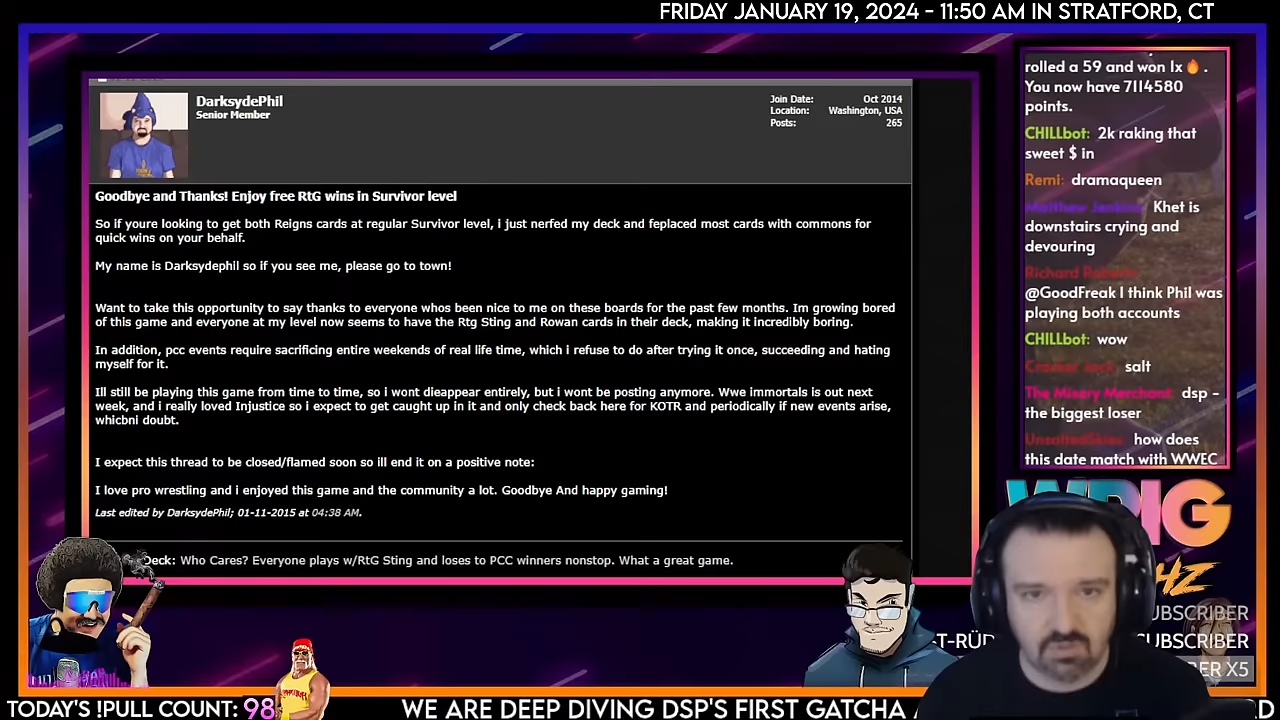 FRIDAY JANUARY 19, 2024 - 11:50 AM IN STRATFORD, CT
DarksydePhil
Senior Member
Join Date: Oct 2014
Location: Washington, USA
Posts: 265
Goodbye and Thanks! Enjoy free RtG wins in Survivor level
So if youre looking to get both Reigns cards at regular Survivor level, i just nerfed my deck and feplaced most cards with commons for
quick wins on your behalf.
My name is Darksydephil so if you see me, please go to town!
Want to take this opportunity to say thanks to everyone whos been nice to me on these boards for the past few months. Im growing bored
of this game and everyone at my level now seems to have the Rtg Sting and Rowan cards in their deck, making it incredibly boring.
In addition, pcc events require sacrificing entire weekends of real life time, which i refuse to do after trying it once, succeeding and hating
myself for it.
Ill still be playing this game from time to time, so i wont dieappear entirely, but i wont be posting anymore. Wwe immortals is out next
week, and i really loved Injustice so i expect to get caught up in it and only check back here for KOTR and periodically if new events arise,
whicbni doubt.
I expect this thread to be closed/flamed soon so ill end it on a positive note:
I love pro wrestling and i enjoyed this game and the community a lot. Goodbye And happy gaming!
Last edited by DarksydePhil; 01-11-2015 at 04:38 AM.
Deck: Who Cares? Everyone plays w/RtG Sting and loses to PCC winners nonstop. What a great game.
rolled a 59 and won 1x🔥.
You now have 7114580
points.
CHILLbot: 2k raking that
sweet $ in
Remi: dramaqueen
Matthew Jenkins: Khet is
downstairs crying and
devouring
Richard Roberts:
@GoodFreak I think Phil was
playing both accounts
CHILLbot: wow
Cracker Jack: salt
The Misery Merchant: dsp -
the biggest loser
UnsaltedSkies: how does
this date match with WWEC
SUBSCRIBER
SUBSCRIBER
X5
TODAY'S !PULL COUNT: 98
WE ARE DEEP DIVING DSP'S FIRST GATCHA